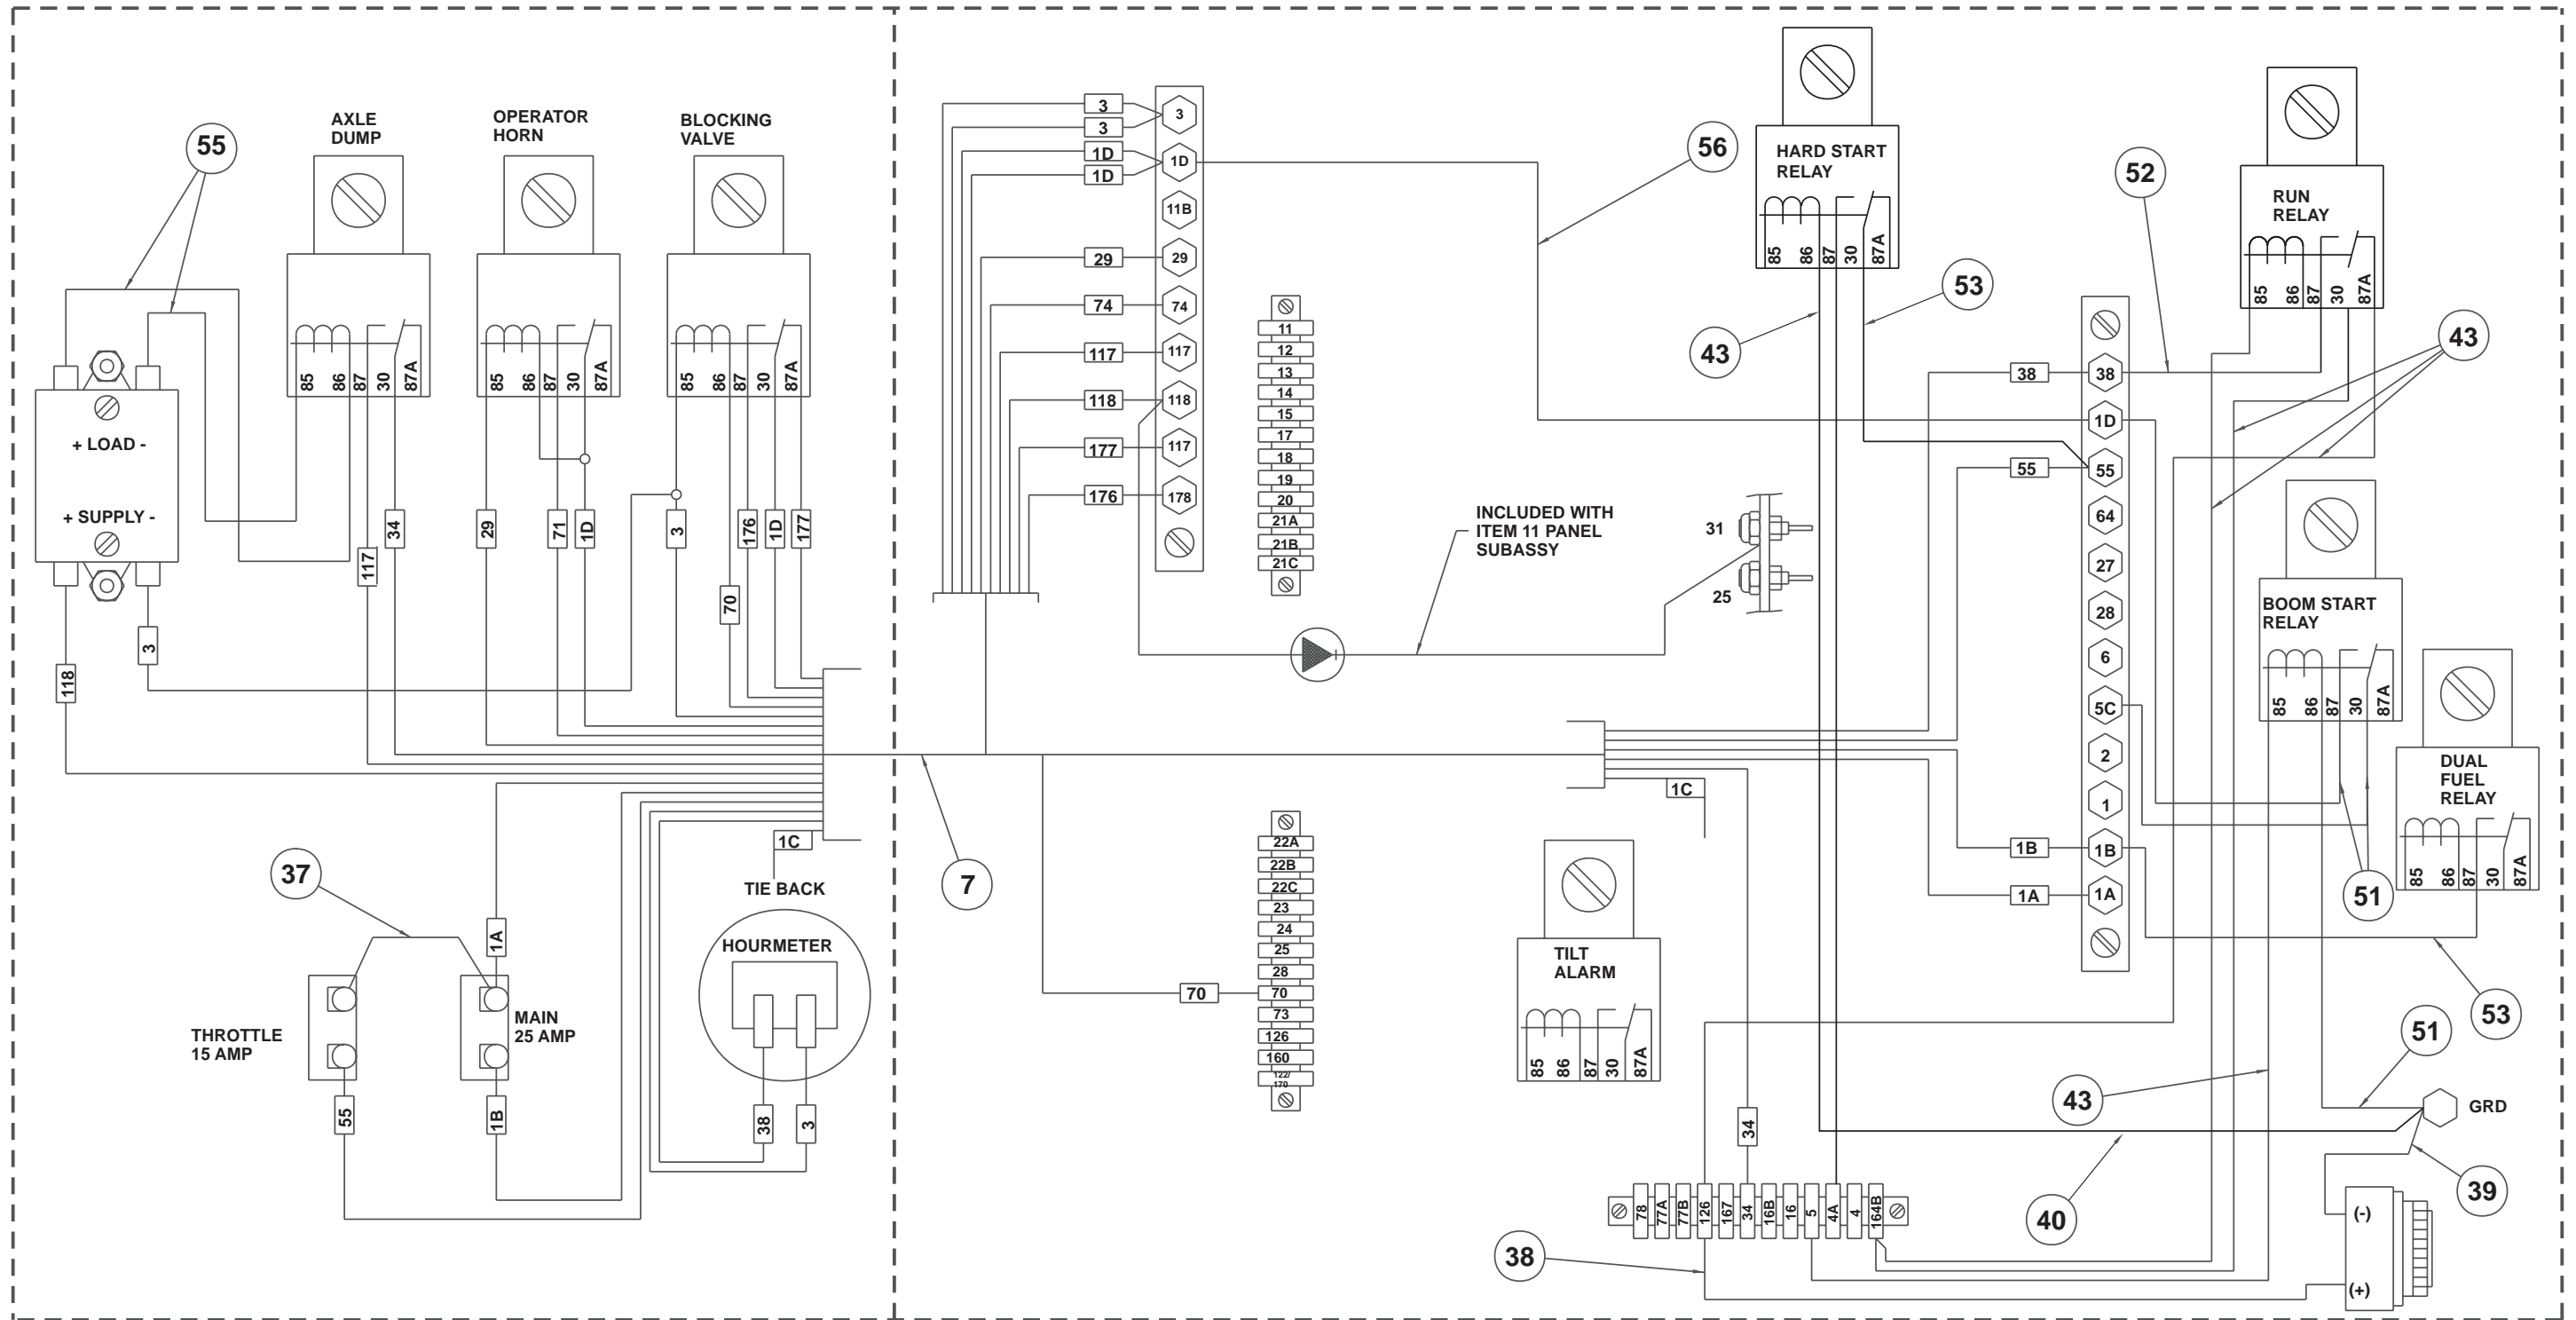 55
AXLE
DUMP
85 86 87 30 87A
OPERATOR
HORN
85 86 87 30 87A
BLOCKING
VALVE
85 86 87 30 87A
+ LOAD -
+ SUPPLY -
118
3
117
34
29
71
1D
3
70
176
1D
177
1C
TIE BACK
37
1A
THROTTLE
15 AMP
MAIN
25 AMP
55
1B
HOURMETER
38
3
3
3
3
1D
1D
1D
11B
29
29
74
74
117
117
118
118
177
117
176
178
11
12
13
14
15
17
18
19
20
21A
21B
21C
INCLUDED WITH
ITEM 11 PANEL
SUBASSY
31
25
56
7
22A
22B
22C
23
24
25
28
70
70
73
126
160
122/
170
HARD START
RELAY
85 86 87 30 87A
43
53
52
RUN
RELAY
85 86 87 30 87A
43
38
38
1D
55
55
64
27
28
6
5C
2
1
1B
1B
1A
1A
BOOM START
RELAY
85 86 87 30 87A
DUAL
FUEL
RELAY
85 86 87 30 87A
51
53
51
43
GRD
39
40
(-)
(+)
1C
TILT
ALARM
85 86 87 30 87A
34
78 77A 77B 126 167 34 16B 16 5 4A 4 164B
38